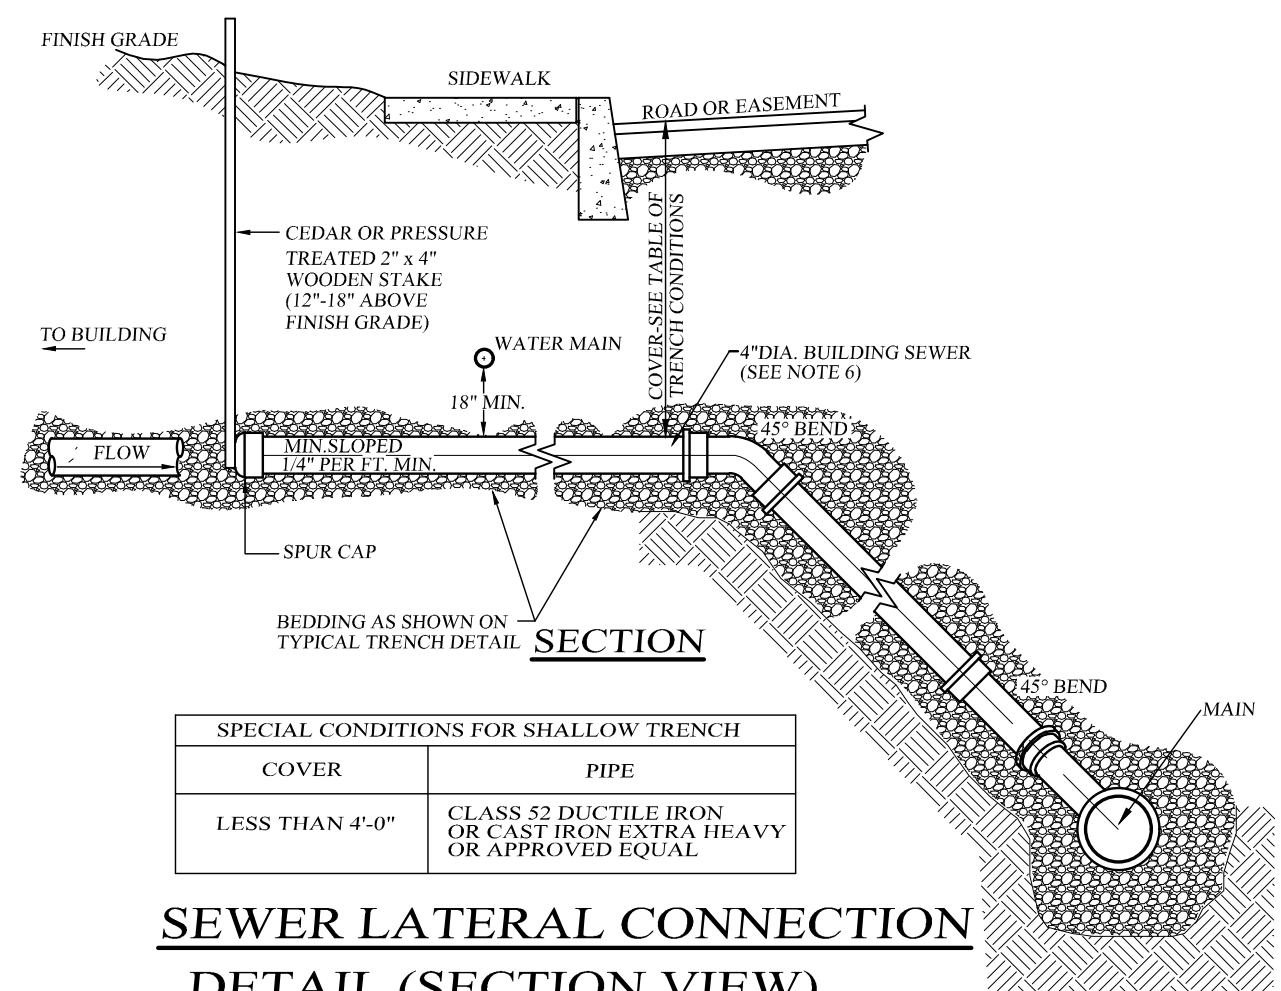 FINISH GRADE
SIDEWALK
ROAD OR EASEMENT
CEDAR OR PRESSURE
TREATED 2" x 4"
WOODEN STAKE
(12"-18" ABOVE
FINISH GRADE)
COVER-SEE TABLE OF
TRENCH CONDITIONS
TO BUILDING
WATER MAIN
18" MIN.
4"DIA. BUILDING SEWER
(SEE NOTE 6)
45° BEND
FLOW
MIN.SLOPED
1/4" PER FT. MIN.
SPUR CAP
BEDDING AS SHOWN ON
TYPICAL TRENCH DETAIL
SECTION
45° BEND
MAIN
SPECIAL CONDITIONS FOR SHALLOW TRENCH
COVER
PIPE
LESS THAN 4'-0"
CLASS 52 DUCTILE IRON
OR CAST IRON EXTRA HEAVY
OR APPROVED EQUAL
SEWER LATERAL CONNECTION
DETAIL (SECTION VIEW)